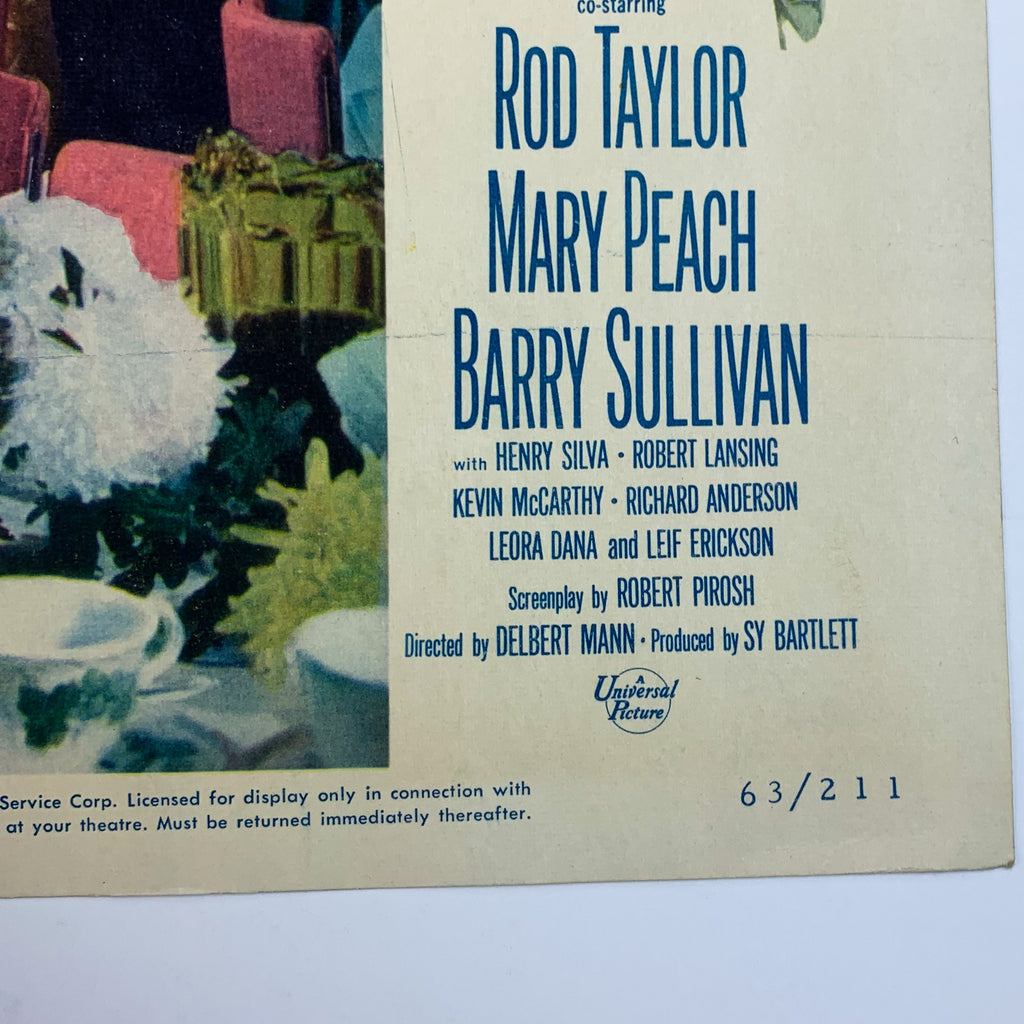 co-starring
ROD TAYLOR
MARY PEACH
BARRY SULLIVAN
with HENRY SILVA • ROBERT LANSING
KEVIN McCARTHY • RICHARD ANDERSON
LEORA DANA and LEIF ERICKSON
Screenplay by ROBERT PIROSH
Directed by DELBERT MANN • Produced by SY BARTLETT
A
Universal
Picture
Service Corp. Licensed for display only in connection with
at your theatre. Must be returned immediately thereafter.
63/211